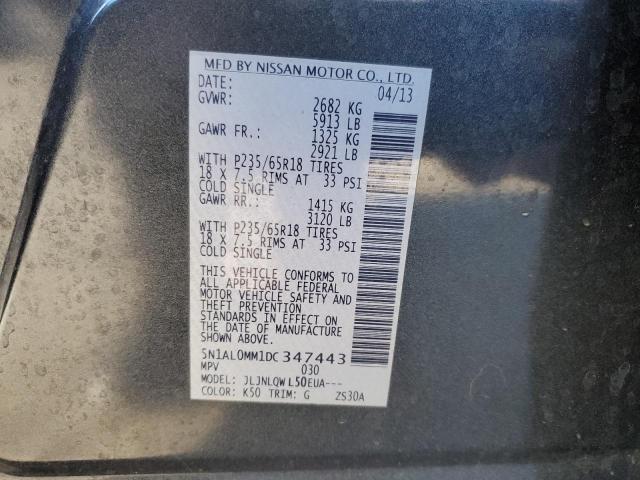 MFD BY NISSAN MOTOR CO., LTD.
DATE: 04/13
GVWR: 2682 KG
5913 LB
GAWR FR.: 1325 KG
2921 LB
WITH P235/65R18 TIRES
18 X 7.5 RIMS AT 33 PSI
COLD SINGLE
GAWR RR.: 1415 KG
3120 LB
WITH P235/65R18 TIRES
18 X 7.5 RIMS AT 33 PSI
COLD SINGLE
THIS VEHICLE CONFORMS TO
ALL APPLICABLE FEDERAL
MOTOR VEHICLE SAFETY AND
THEFT PREVENTION
STANDARDS IN EFFECT ON
THE DATE OF MANUFACTURE
SHOWN ABOVE.
5N1AL0MM1DC347443
MPV 030
MODEL: JLJNLQWL50EUA---
COLOR: K50 TRIM: G ZS30A